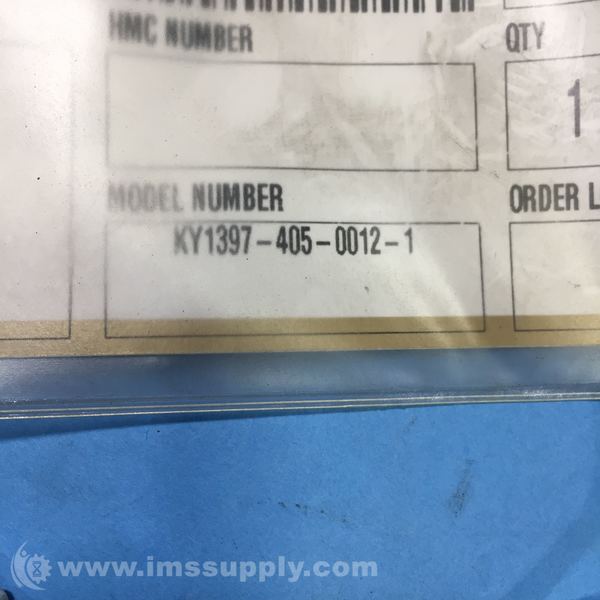 HMC NUMBER
QTY
1
MODEL NUMBER
ORDER L
KY1397-405-0012-1
www.imssupply.com